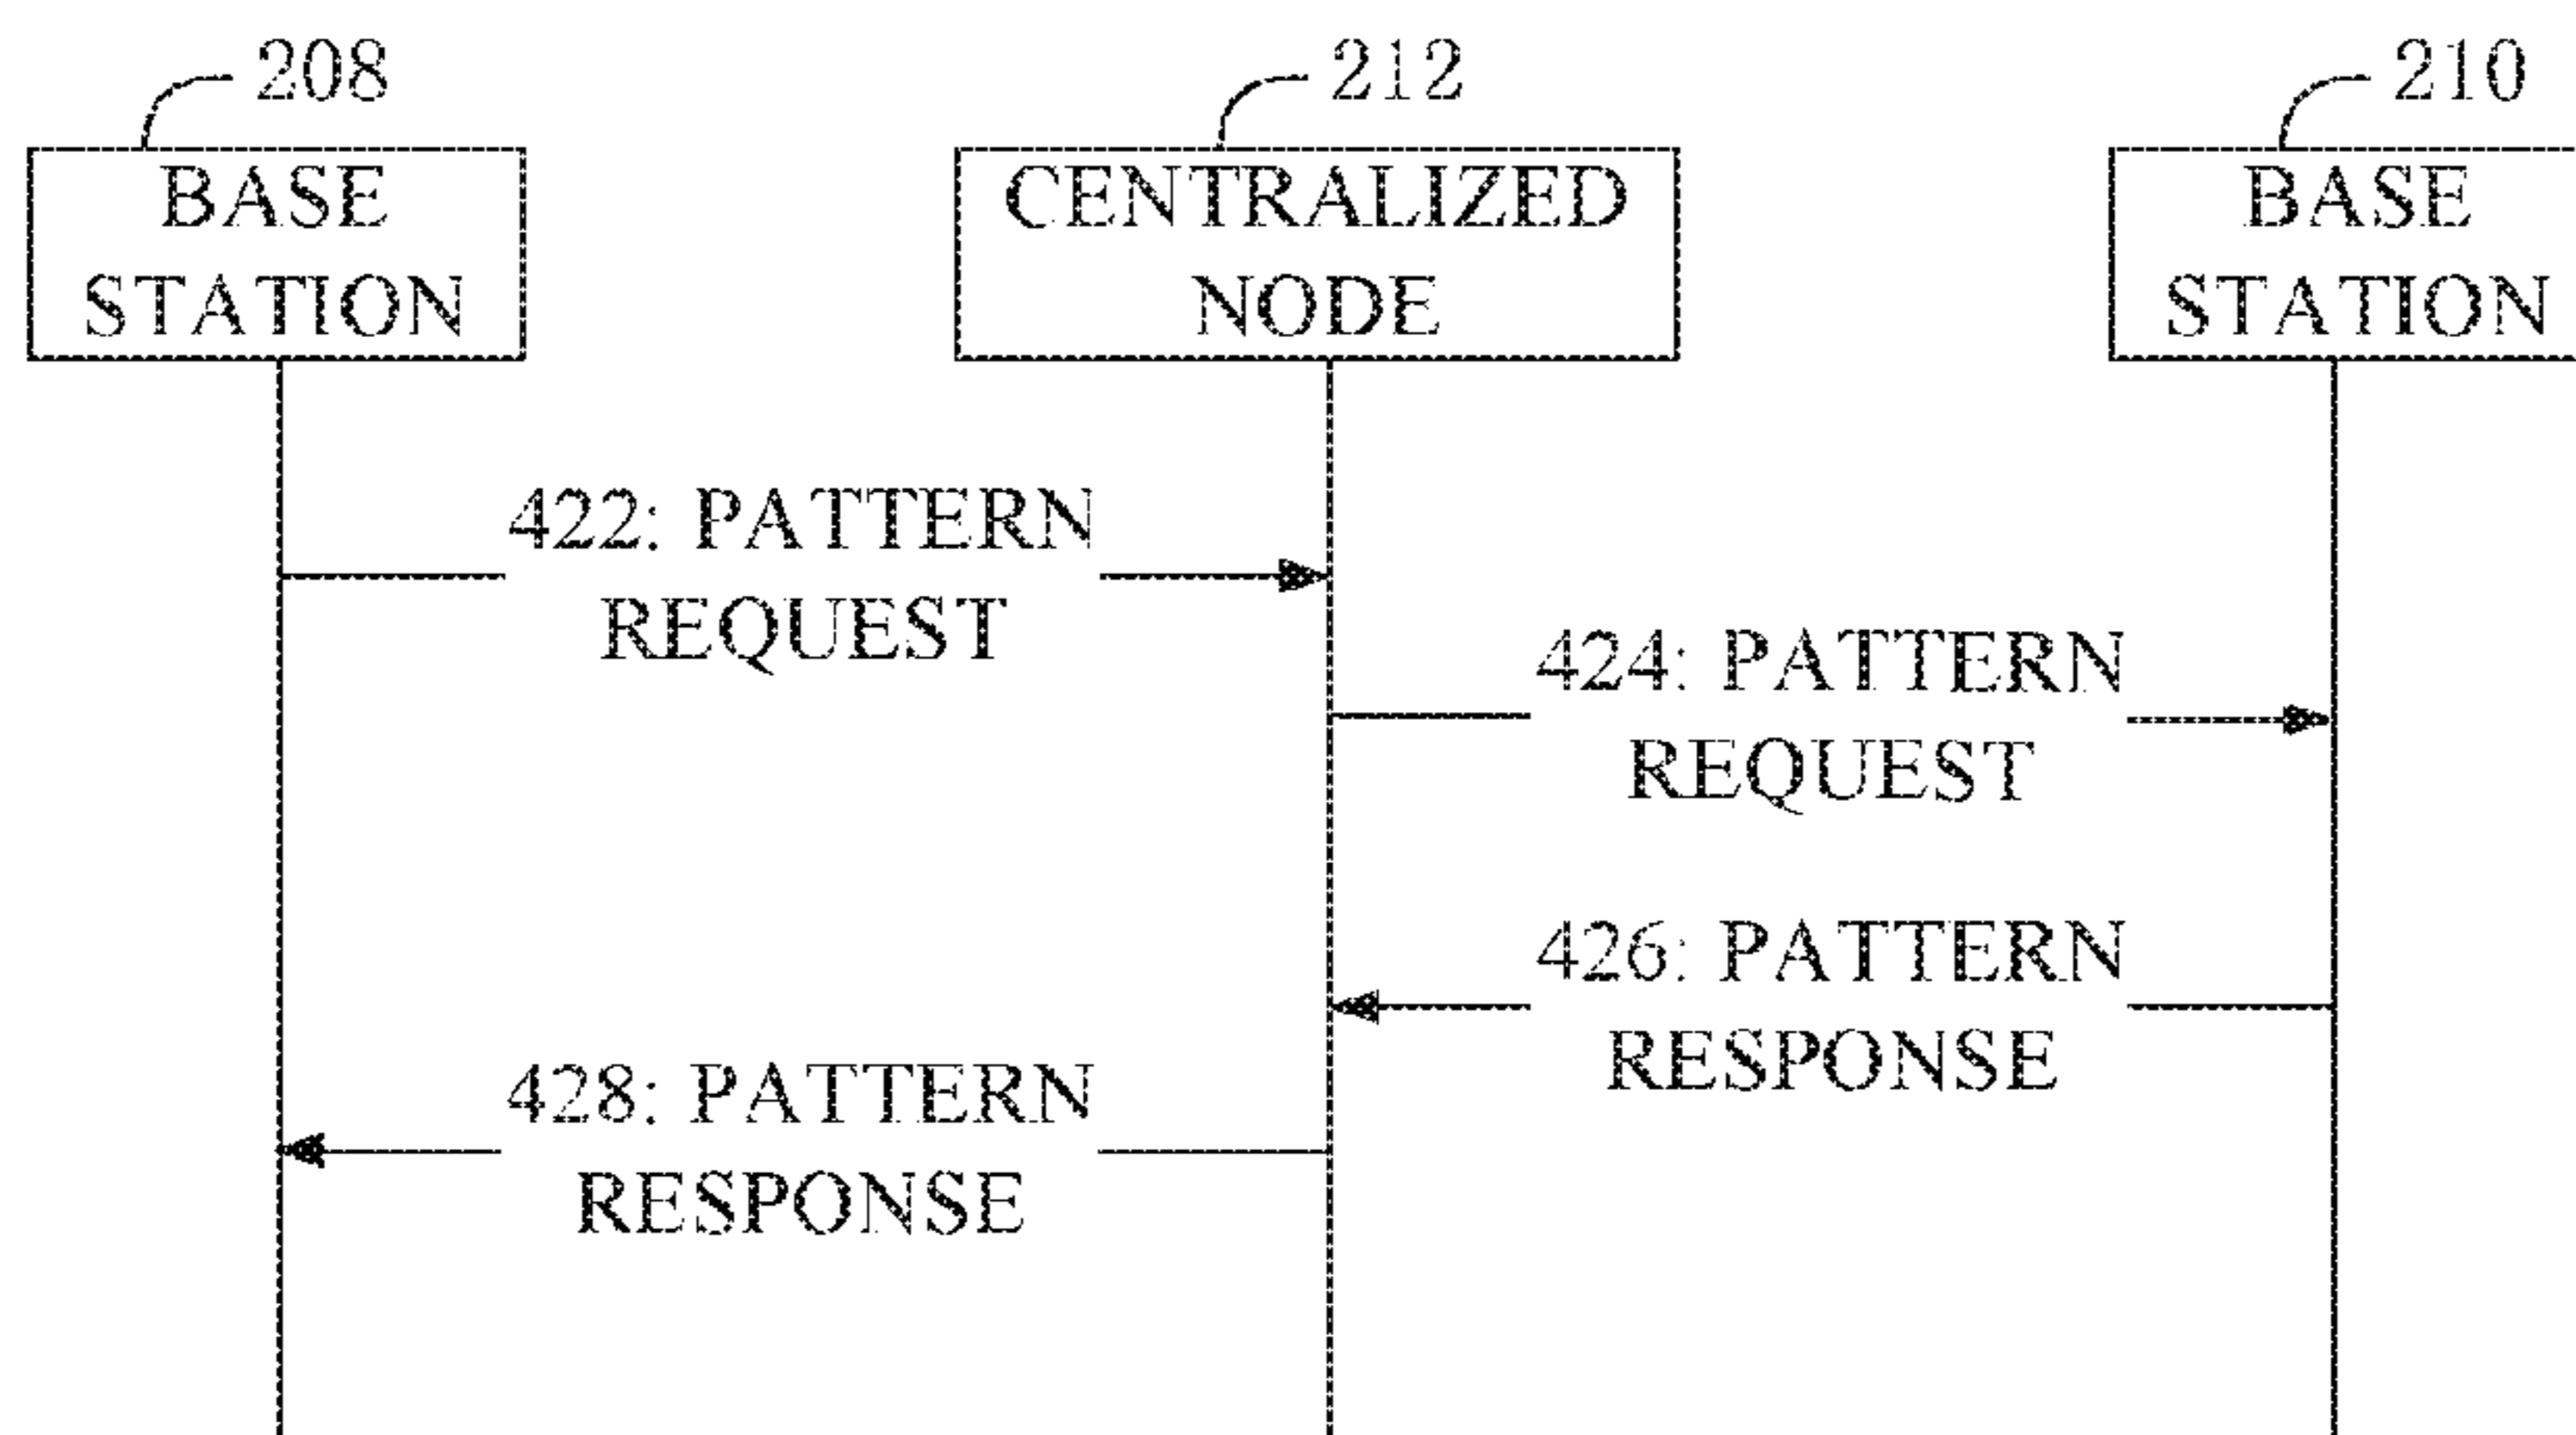 208
212
210
BASE
STATION
CENTRALIZED
NODE
BASE
STATION
422: PATTERN
REQUEST
424: PATTERN
REQUEST
426: PATTERN
RESPONSE
428: PATTERN
RESPONSE